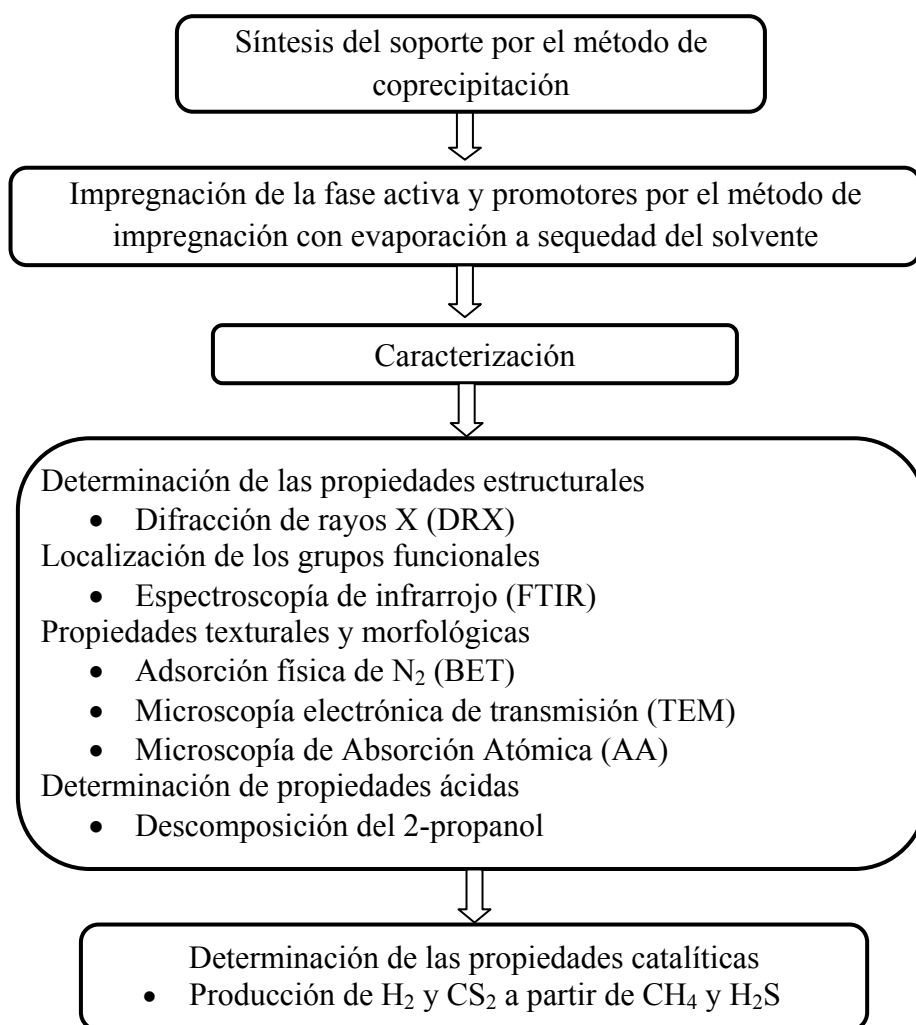 Síntesis del soporte por el método de
coprecipitación
Impregnación de la fase activa y promotores por el método de
impregnación con evaporación a sequedad del solvente
Caracterización
Determinación de las propiedades estructurales
• Difracción de rayos X (DRX)
Localización de los grupos funcionales
• Espectroscopía de infrarrojo (FTIR)
Propiedades texturales y morfológicas
• Adsorción física de N₂ (BET)
• Microscopía electrónica de transmisión (TEM)
• Microscopía de Absorción Atómica (AA)
Determinación de propiedades ácidas
• Descomposición del 2-propanol
Determinación de las propiedades catalíticas
• Producción de H₂ y CS₂ a partir de CH₄ y H₂S